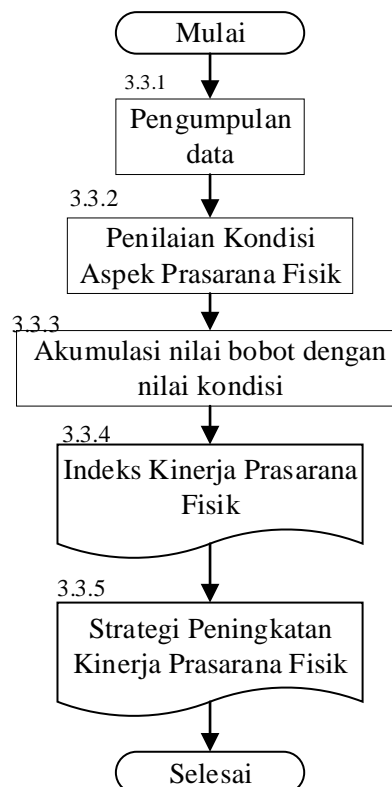 Mulai
3.3.1
Pengumpulan
data
3.3.2
Penilaian Kondisi
Aspek Prasarana Fisik
3.3.3
Akumulasi nilai bobot dengan
nilai kondisi
3.3.4
Indeks Kinerja Prasarana
Fisik
3.3.5
Strategi Peningkatan
Kinerja Prasarana Fisik
Selesai